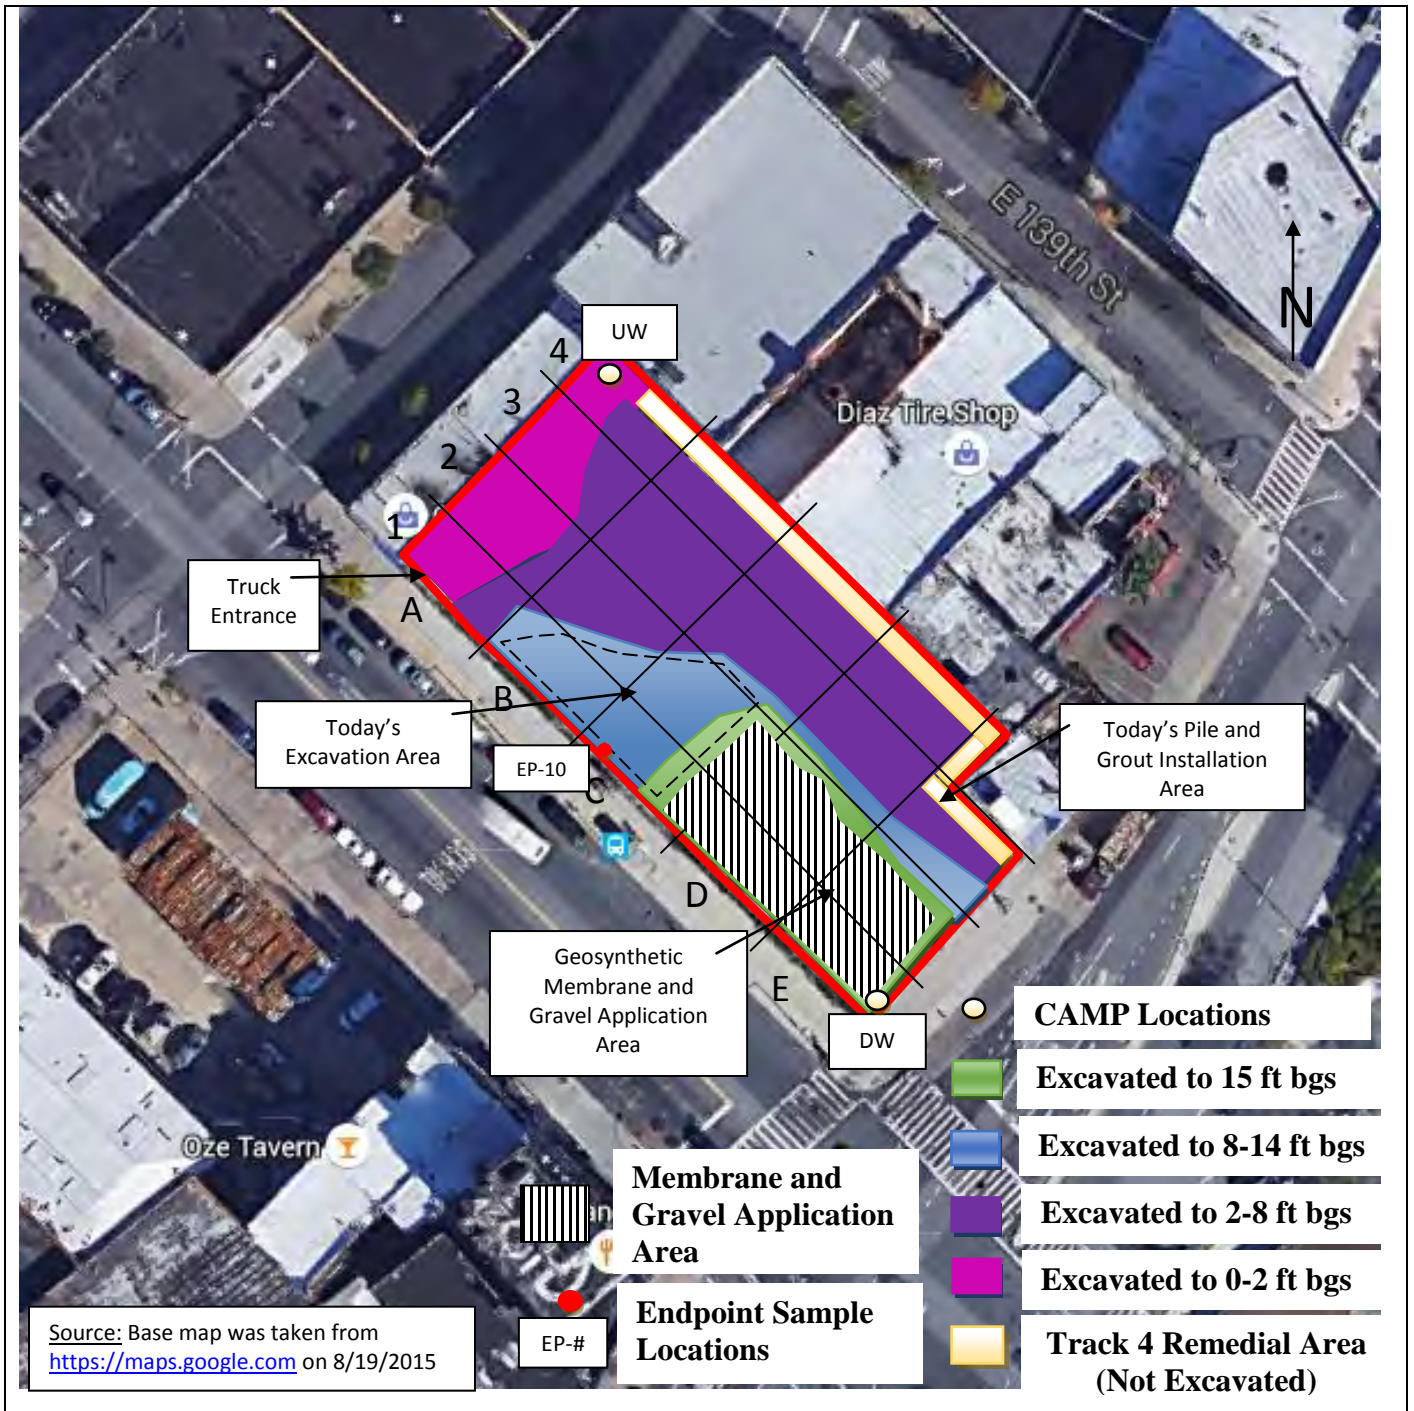 E 139th St
N
UW
4
3
Diaz Tire Shop
2
1
Truck
Entrance
A
B
Today's
Excavation Area
Today's Pile and
Grout Installation
Area
EP-10
C
D
Geosynthetic
Membrane and
Gravel Application
Area
E
DW
CAMP Locations
Excavated to 15 ft bgs
Oze Tavern
Excavated to 8-14 ft bgs
Membrane and
Gravel Application
Area
Excavated to 2-8 ft bgs
Excavated to 0-2 ft bgs
Endpoint Sample
Locations
EP-#
Track 4 Remedial Area
(Not Excavated)
Source: Base map was taken from
https://maps.google.com on 8/19/2015